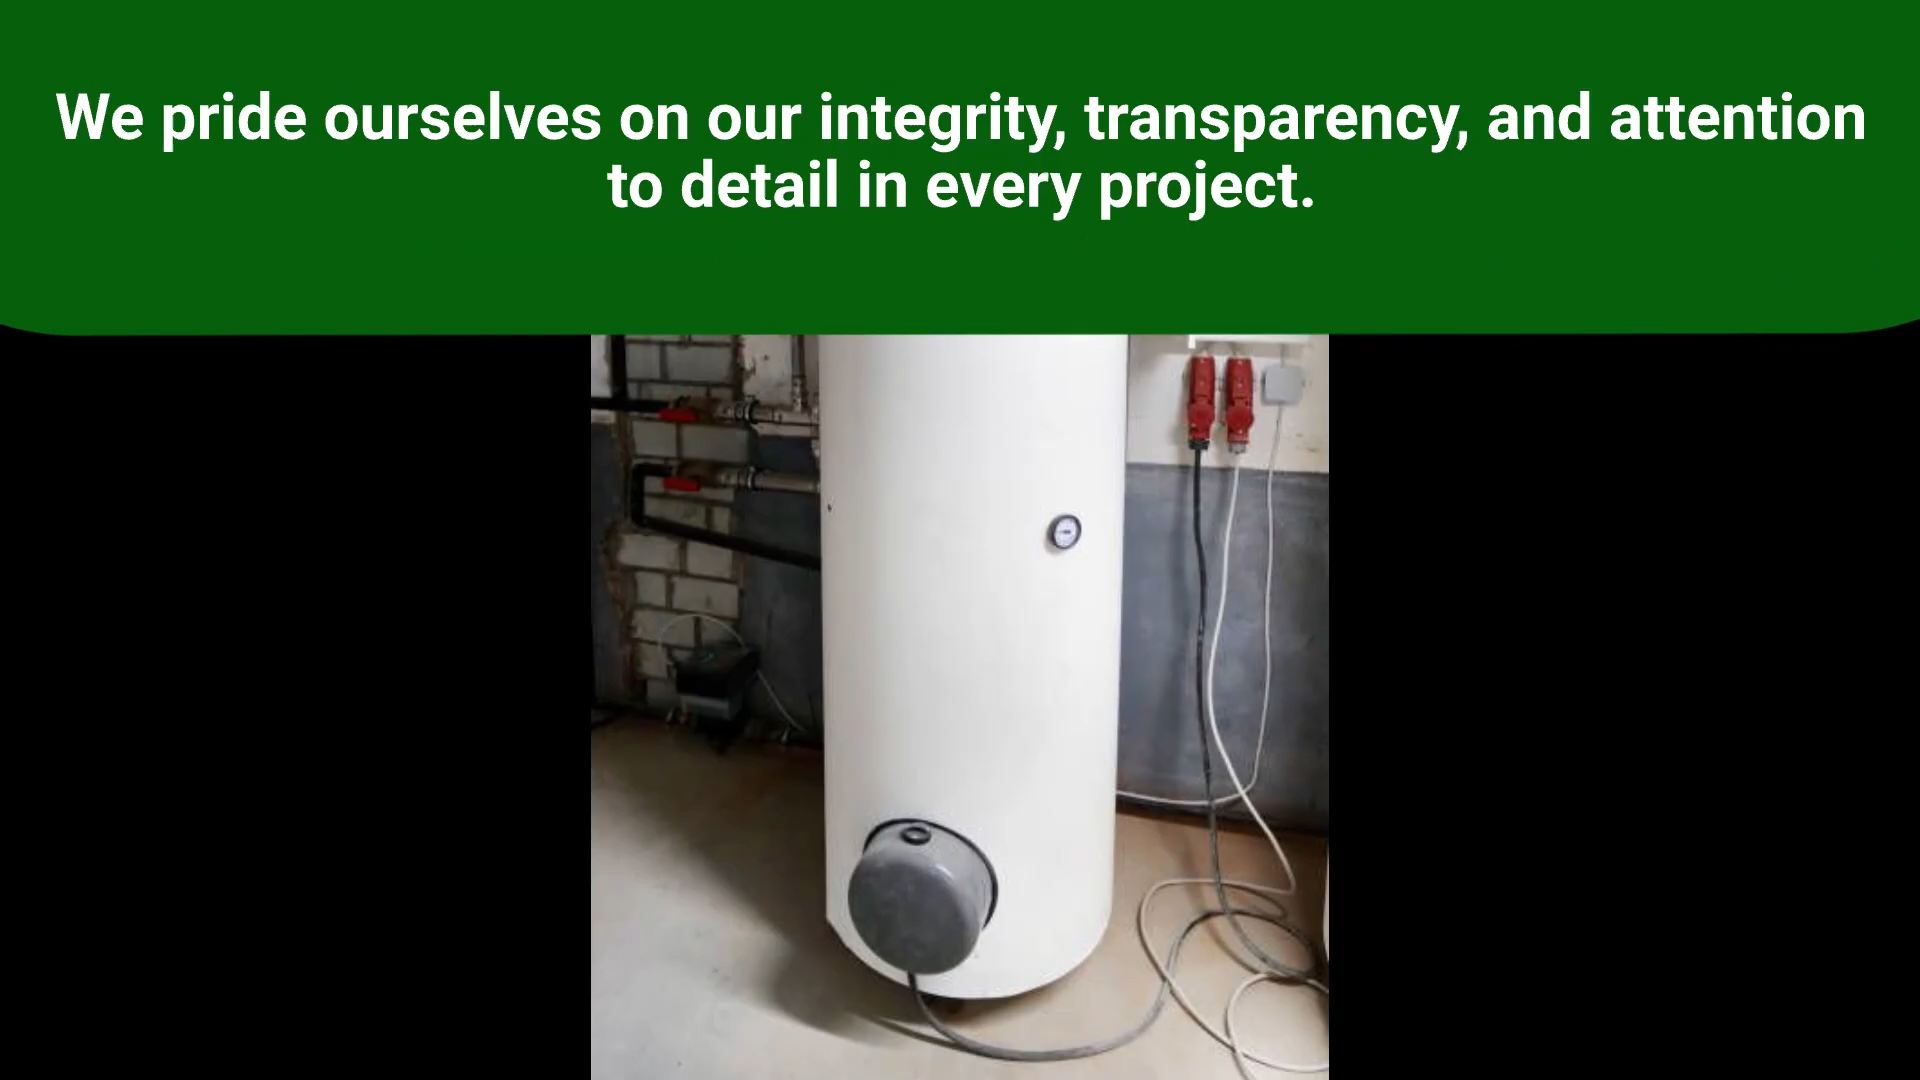 We pride ourselves on our integrity, transparency, and attention
to detail in every project.